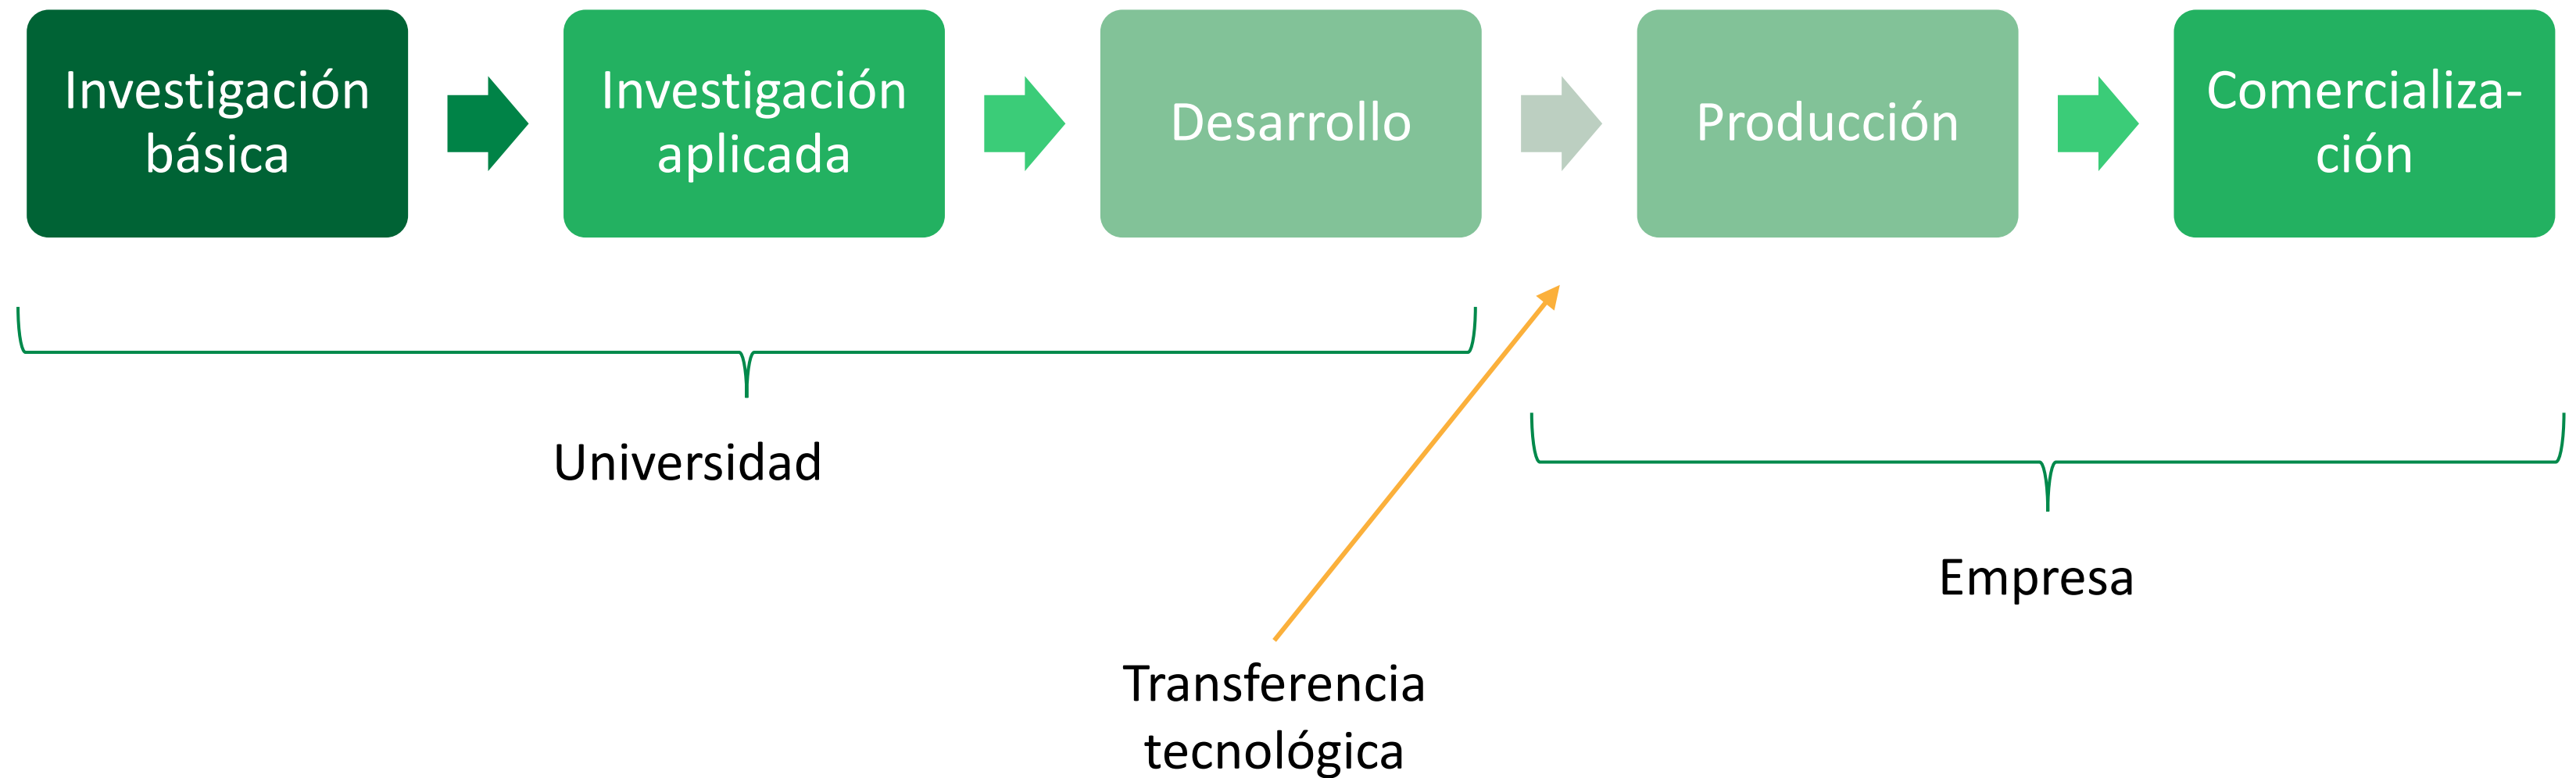 Investigación
básica
Investigación
aplicada
Desarrollo
Producción
Comercializa-
ción
Universidad
Empresa
Transferencia
tecnológica